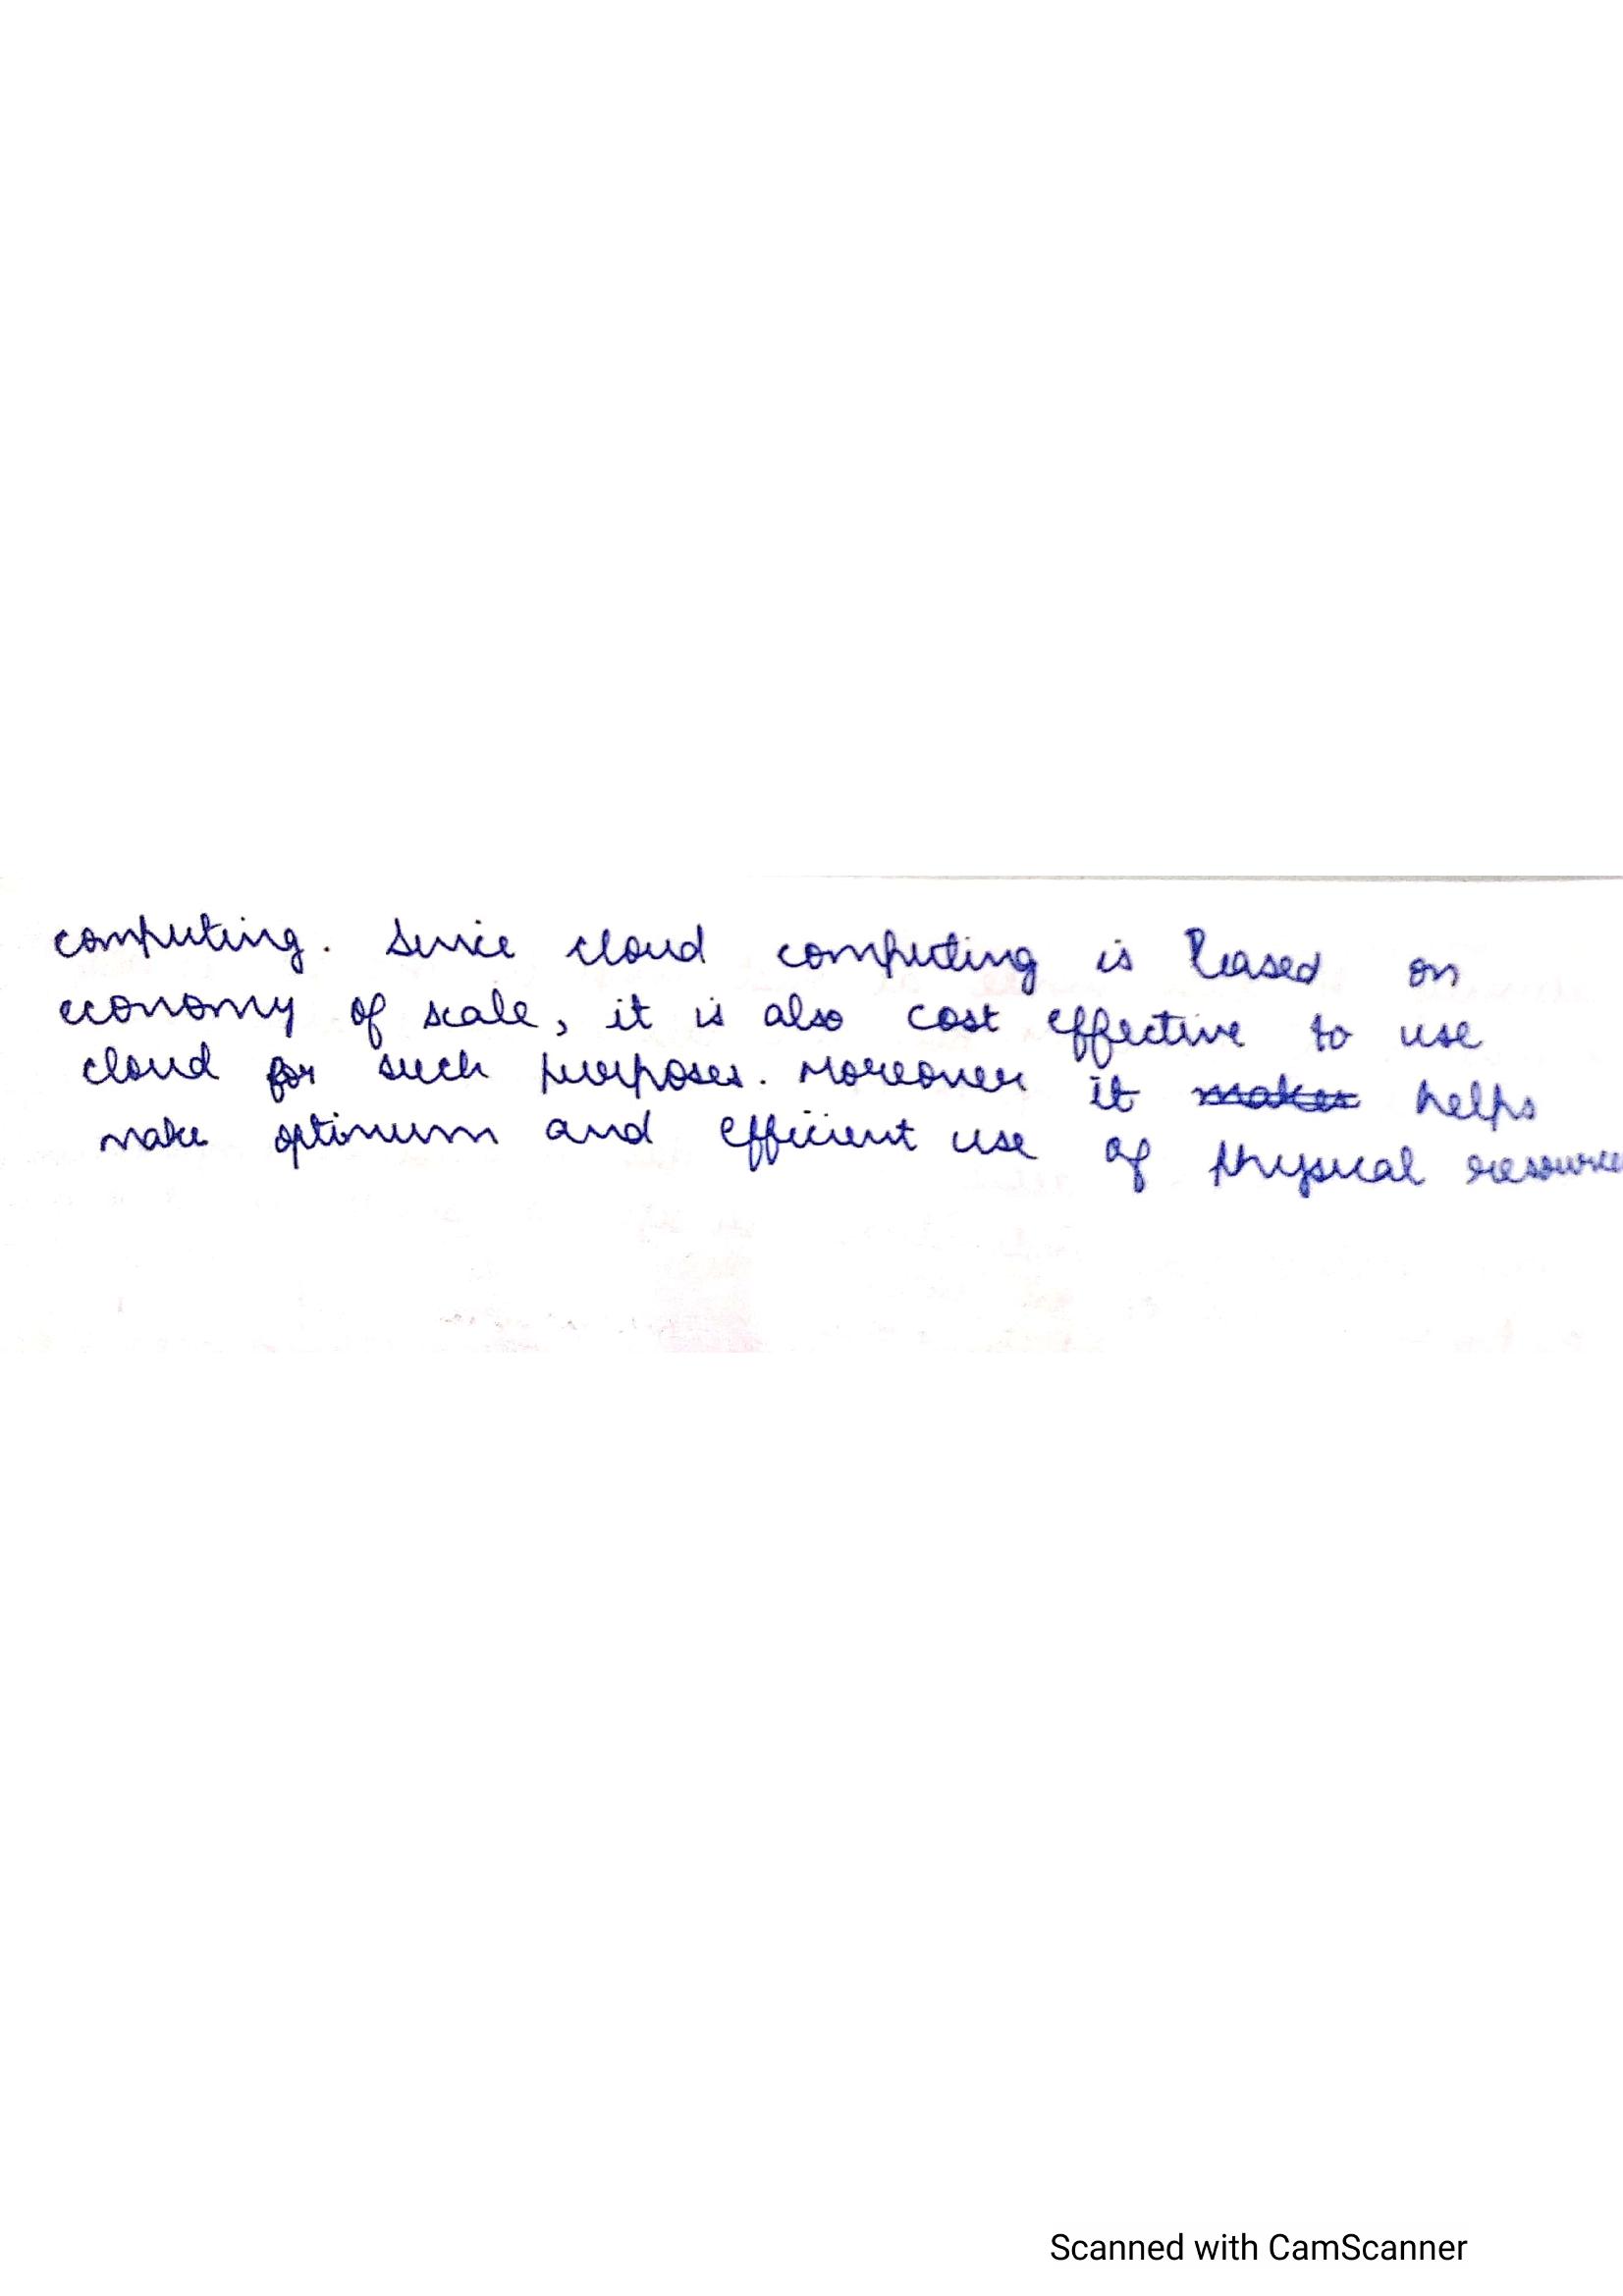 computing. Since cloud computing is based on
economy of scale, it is also cost effective to use
cloud for such purposes. Moreover it ~~makes~~ helps
make optimum and efficient use of physical resource
Scanned with CamScanner